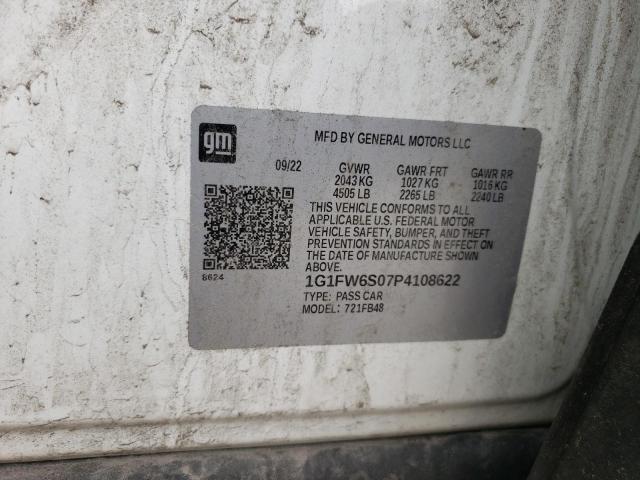 gm
MFD BY GENERAL MOTORS LLC
09/22 GVWR GAWR FRT GAWR RR
2043 KG 1027 KG 1016 KG
4505 LB 2265 LB 2240 LB
THIS VEHICLE CONFORMS TO ALL
APPLICABLE U.S. FEDERAL MOTOR
VEHICLE SAFETY, BUMPER, AND THEFT
PREVENTION STANDARDS IN EFFECT ON
THE DATE OF MANUFACTURE SHOWN
ABOVE.
8624
1G1FW6S07P4108622
TYPE: PASS CAR
MODEL: 721FB48